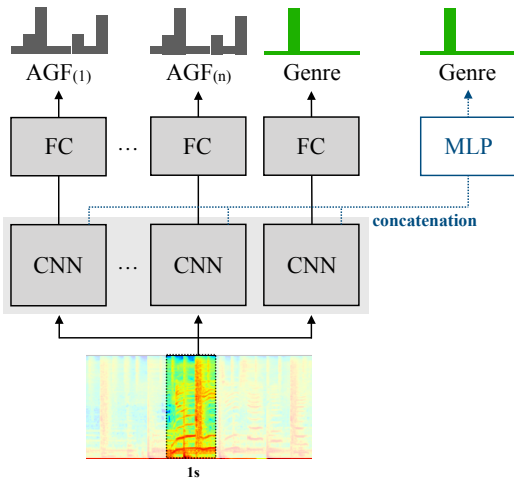 AGF(1) AGF(n) Genre Genre
FC ... FC FC MLP
concatenation
CNN ... CNN CNN
1s